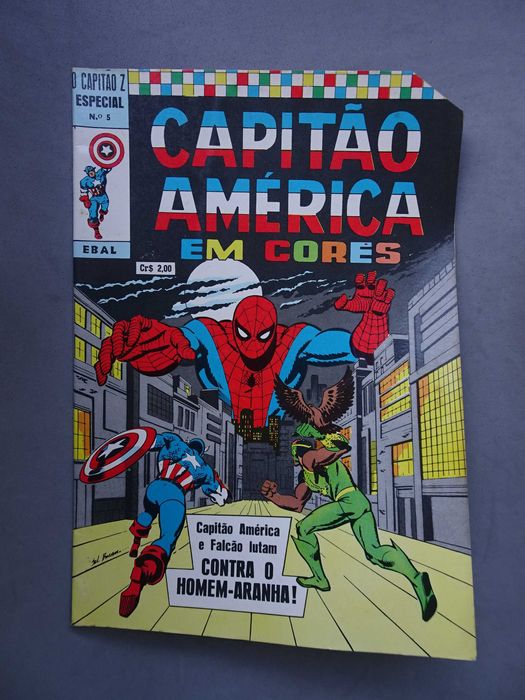 O CAPITÃO Z
ESPECIAL
N.º 5
EBAL
CAPITÃO
AMÉRICA
EM CORES
Cr$ 2,00
Capitão América
e Falcão lutam
CONTRA O
HOMEM-ARANHA!